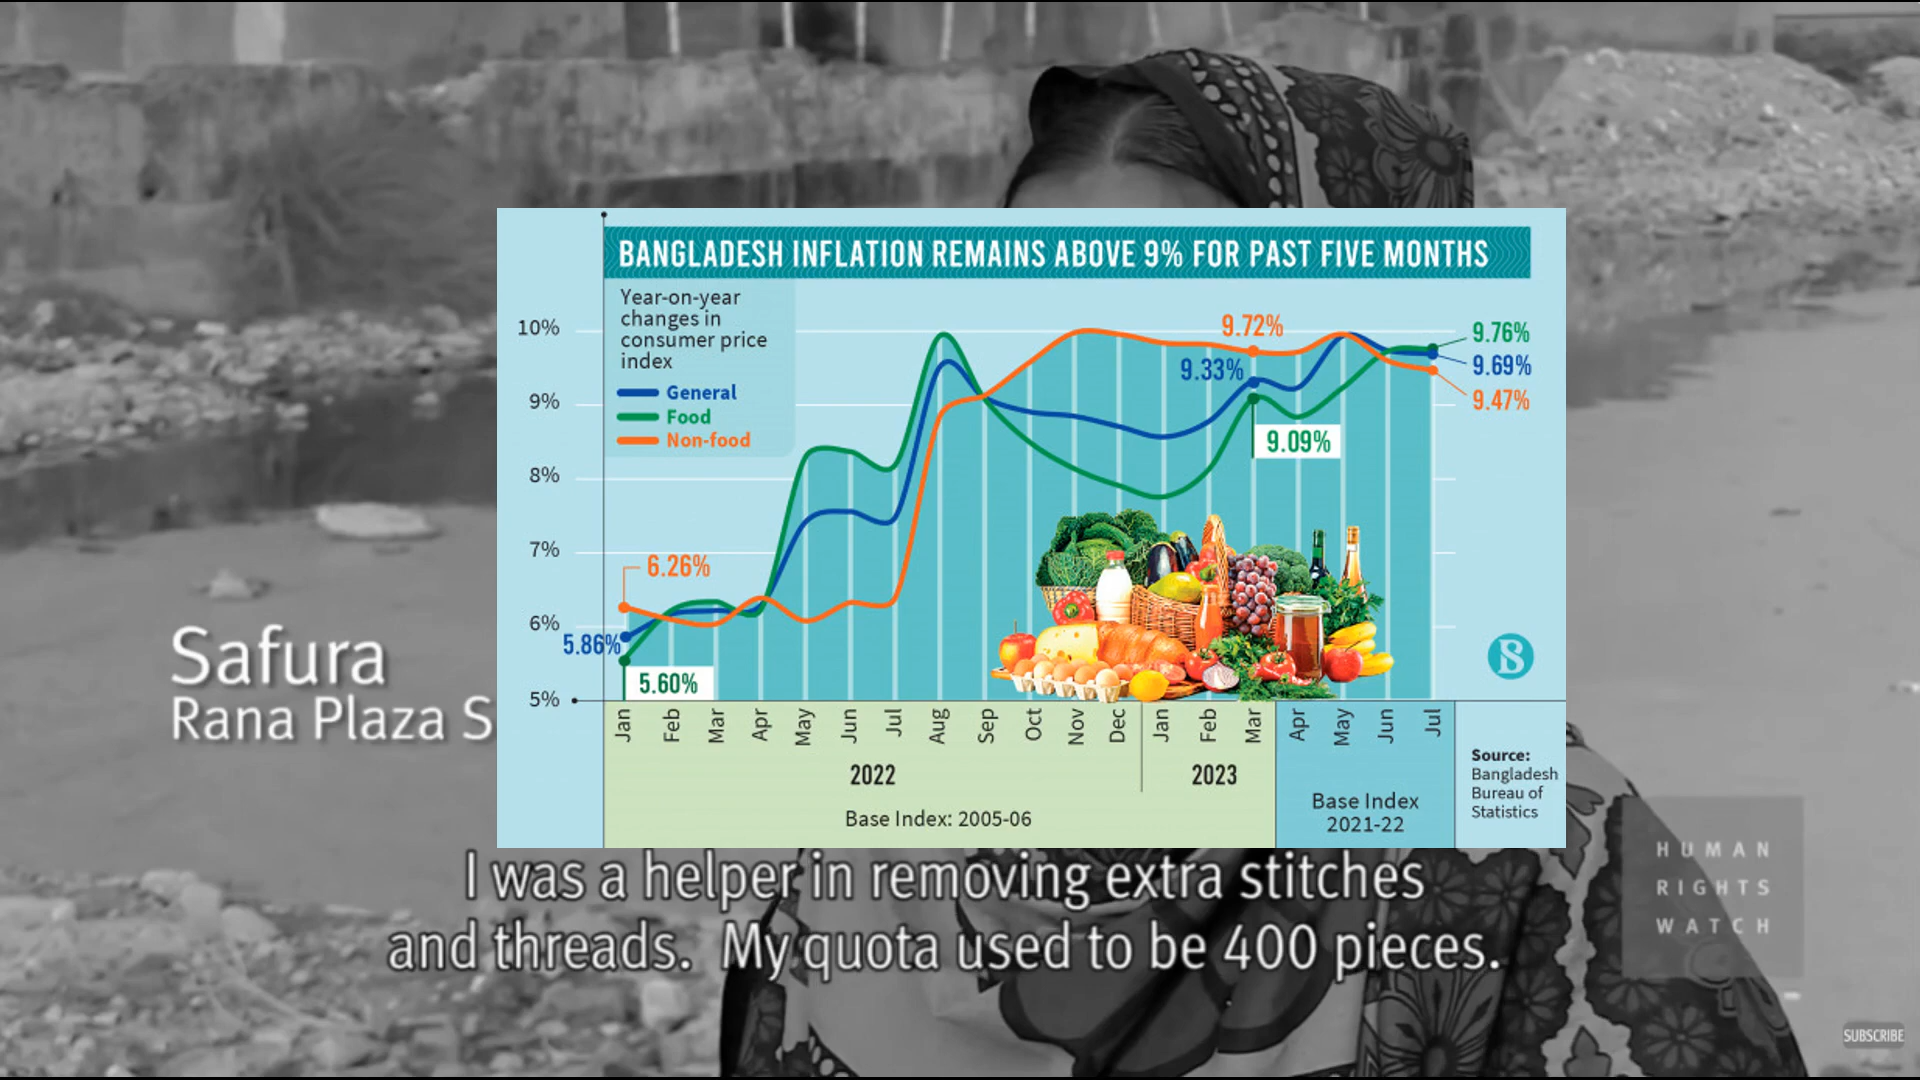 BANGLADESH INFLATION REMAINS ABOVE 9% FOR PAST FIVE MONTHS
Year-on-year
changes in
consumer price
index
General
Food
Non-food
10%
9%
8%
7%
6%
5%
6.26%
5.86%
5.60%
9.72%
9.33%
9.09%
9.76%
9.69%
9.47%
Jan Feb Mar Apr May Jun Jul Aug Sep Oct Nov Dec Jan Feb Mar Apr May Jun Jul
2022 2023
Base Index: 2005-06
Base Index
2021-22
Source:
Bangladesh
Bureau of
Statistics
Safura
Rana Plaza S
I was a helper in removing extra stitches
and threads. My quota used to be 400 pieces.
HUMAN
RIGHTS
WATCH
SUBSCRIBE